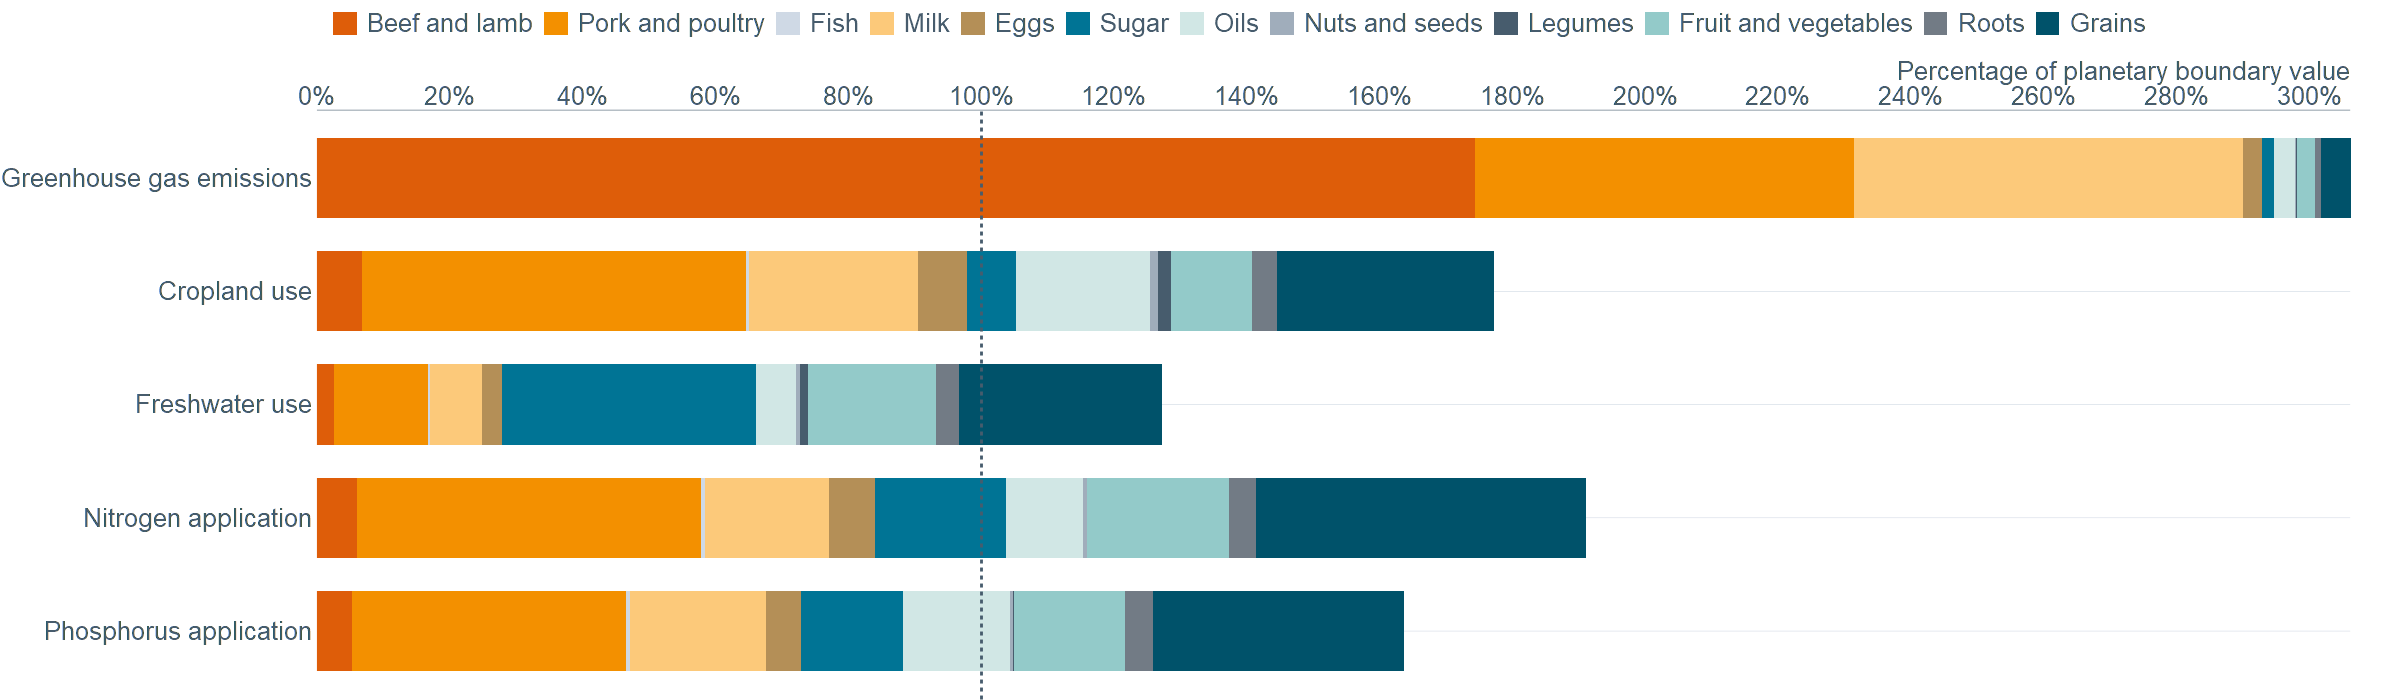 Beef and lamb Pork and poultry Fish Milk Eggs Sugar Oils Nuts and seeds Legumes Fruit and vegetables Roots Grains
Percentage of planetary boundary value
0% 20% 40% 60% 80% 100% 120% 140% 160% 180% 200% 220% 240% 260% 280% 300%
Greenhouse gas emissions
Cropland use
Freshwater use
Nitrogen application
Phosphorus application